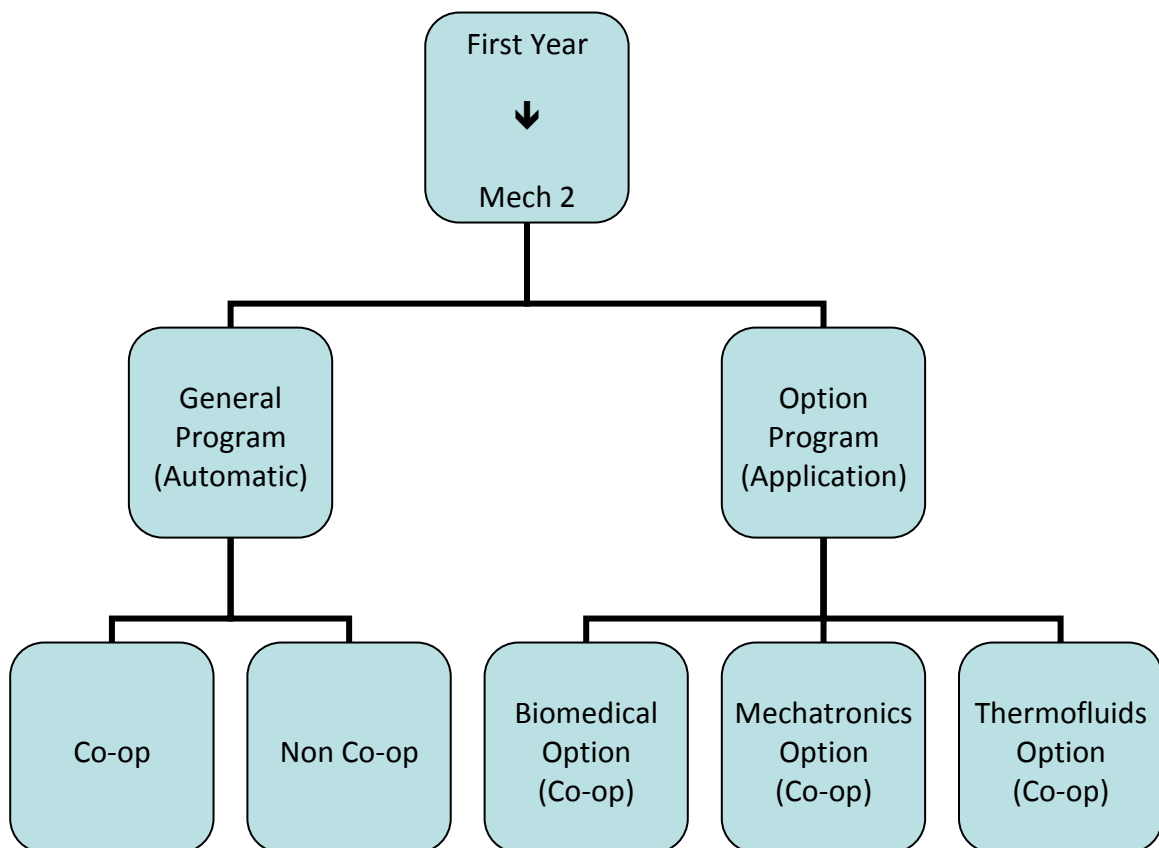 First Year
🡻
Mech 2
General
Program
(Automatic)
Option
Program
(Application)
Co-op
Non Co-op
Biomedical
Option
(Co-op)
Mechatronics
Option
(Co-op)
Thermofluids
Option
(Co-op)